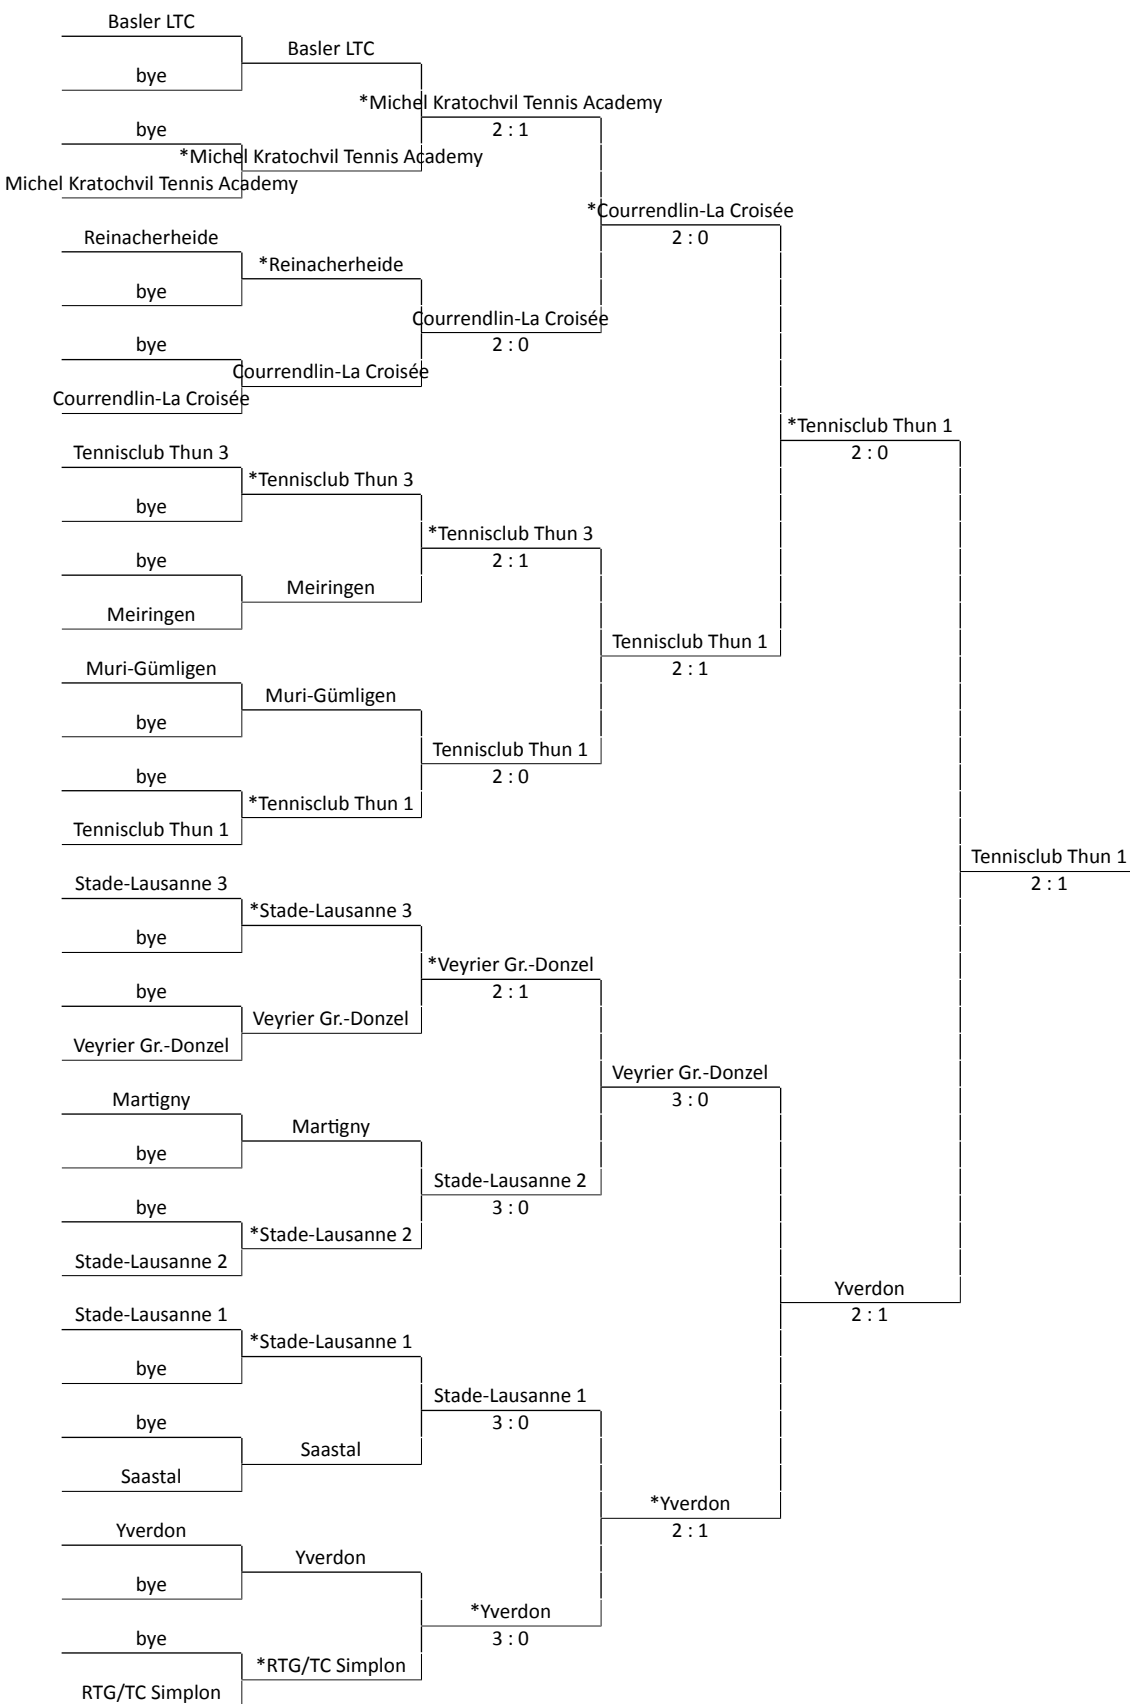 Basler LTC
Basler LTC
bye
*Michel Kratochvil Tennis Academy
2 : 1
bye
*Michel Kratochvil Tennis Academy
Michel Kratochvil Tennis Academy
*Courrendlin-La Croisée
2 : 0
Reinacherheide
*Reinacherheide
bye
Courrendlin-La Croisée
2 : 0
bye
Courrendlin-La Croisée
Courrendlin-La Croisée
*Tennisclub Thun 1
2 : 0
Tennisclub Thun 3
*Tennisclub Thun 3
bye
*Tennisclub Thun 3
2 : 1
bye
Meiringen
Meiringen
Tennisclub Thun 1
2 : 1
Muri-Gümligen
Muri-Gümligen
bye
Tennisclub Thun 1
2 : 0
bye
*Tennisclub Thun 1
Tennisclub Thun 1
Tennisclub Thun 1
2 : 1
Stade-Lausanne 3
*Stade-Lausanne 3
bye
*Veyrier Gr.-Donzel
2 : 1
bye
Veyrier Gr.-Donzel
Veyrier Gr.-Donzel
Veyrier Gr.-Donzel
3 : 0
Martigny
Martigny
bye
Stade-Lausanne 2
3 : 0
bye
*Stade-Lausanne 2
Stade-Lausanne 2
Yverdon
2 : 1
Stade-Lausanne 1
*Stade-Lausanne 1
bye
Stade-Lausanne 1
3 : 0
bye
Saastal
Saastal
*Yverdon
2 : 1
Yverdon
Yverdon
bye
*Yverdon
3 : 0
bye
*RTG/TC Simplon
RTG/TC Simplon